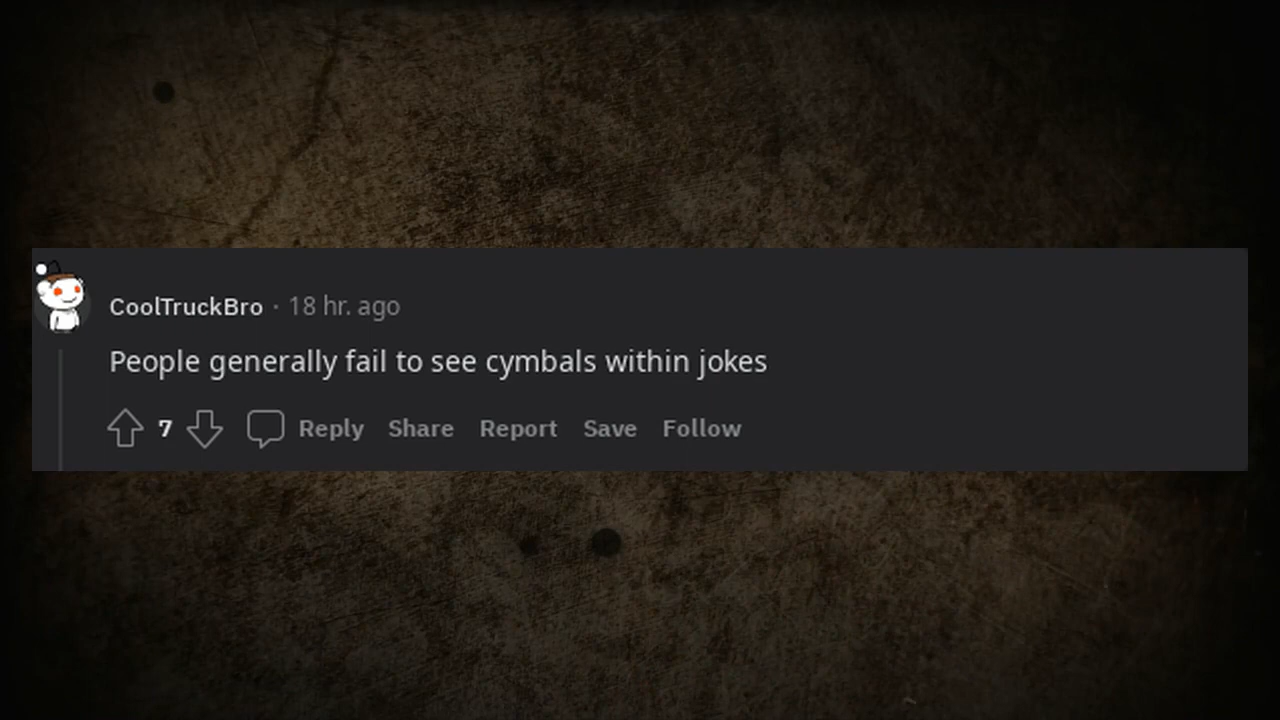 CoolTruckBro · 18 hr. ago
People generally fail to see cymbals within jokes
7 Reply Share Report Save Follow